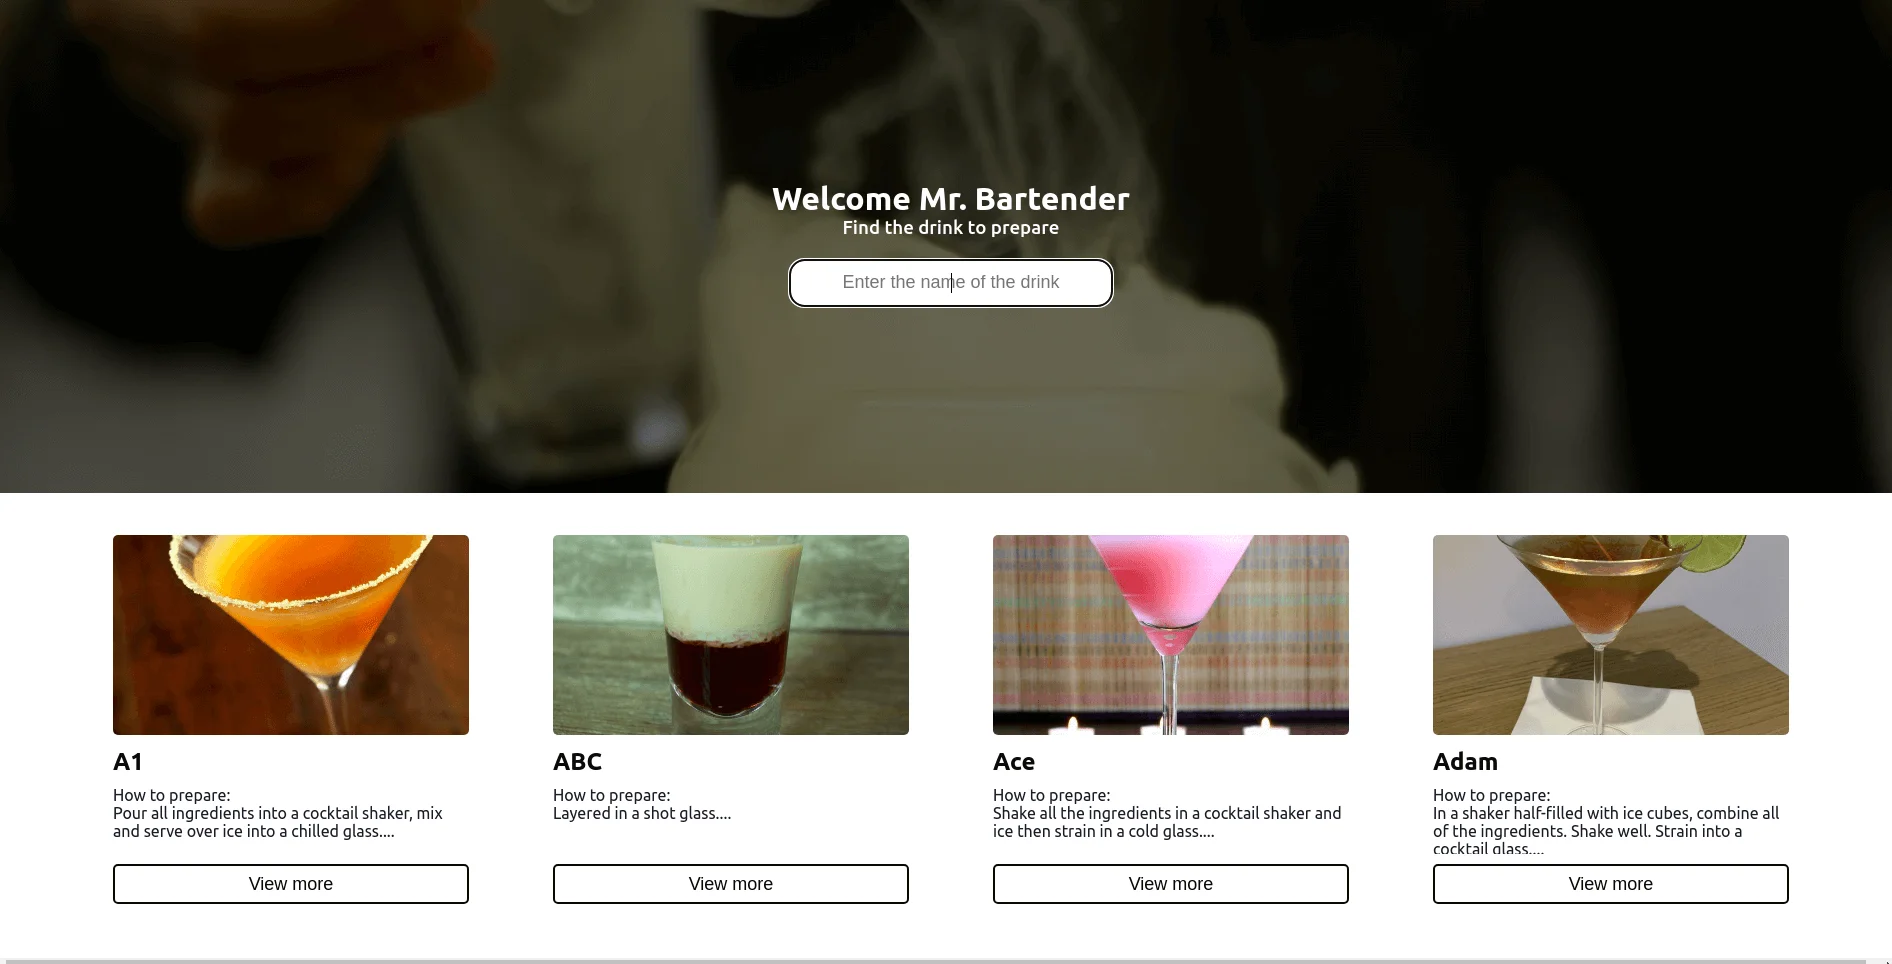 Welcome Mr. Bartender
Find the drink to prepare
Enter the name of the drink
A1
How to prepare:
Pour all ingredients into a cocktail shaker, mix
and serve over ice into a chilled glass....
View more
ABC
How to prepare:
Layered in a shot glass....
View more
Ace
How to prepare:
Shake all the ingredients in a cocktail shaker and
ice then strain in a cold glass....
View more
Adam
How to prepare:
In a shaker half-filled with ice cubes, combine all
of the ingredients. Shake well. Strain into a
cocktail glass....
View more